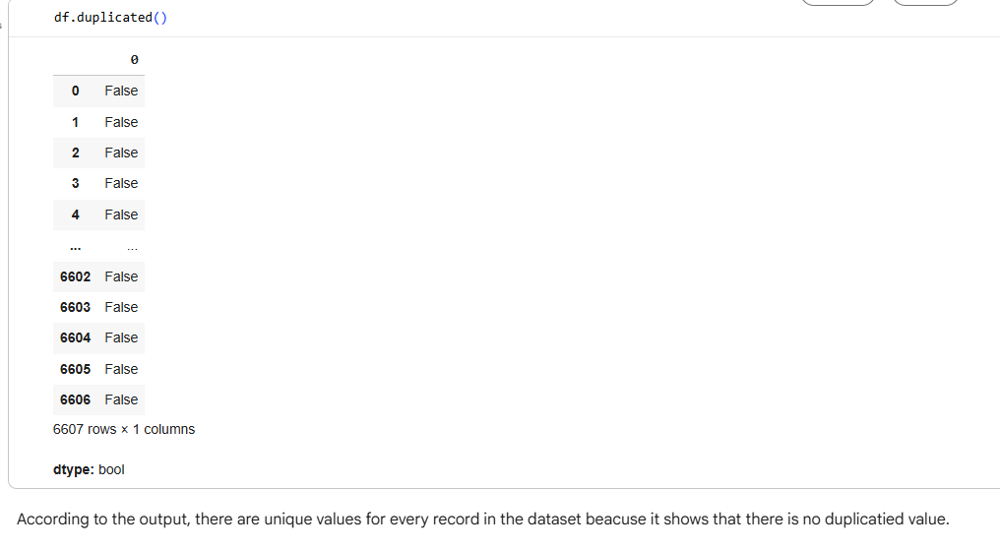 df.duplicated()
0
0 False
1 False
2 False
3 False
4 False
... ...
6602 False
6603 False
6604 False
6605 False
6606 False
6607 rows × 1 columns
dtype: bool
According to the output, there are unique values for every record in the dataset beacuse it shows that there is no duplicatied value.